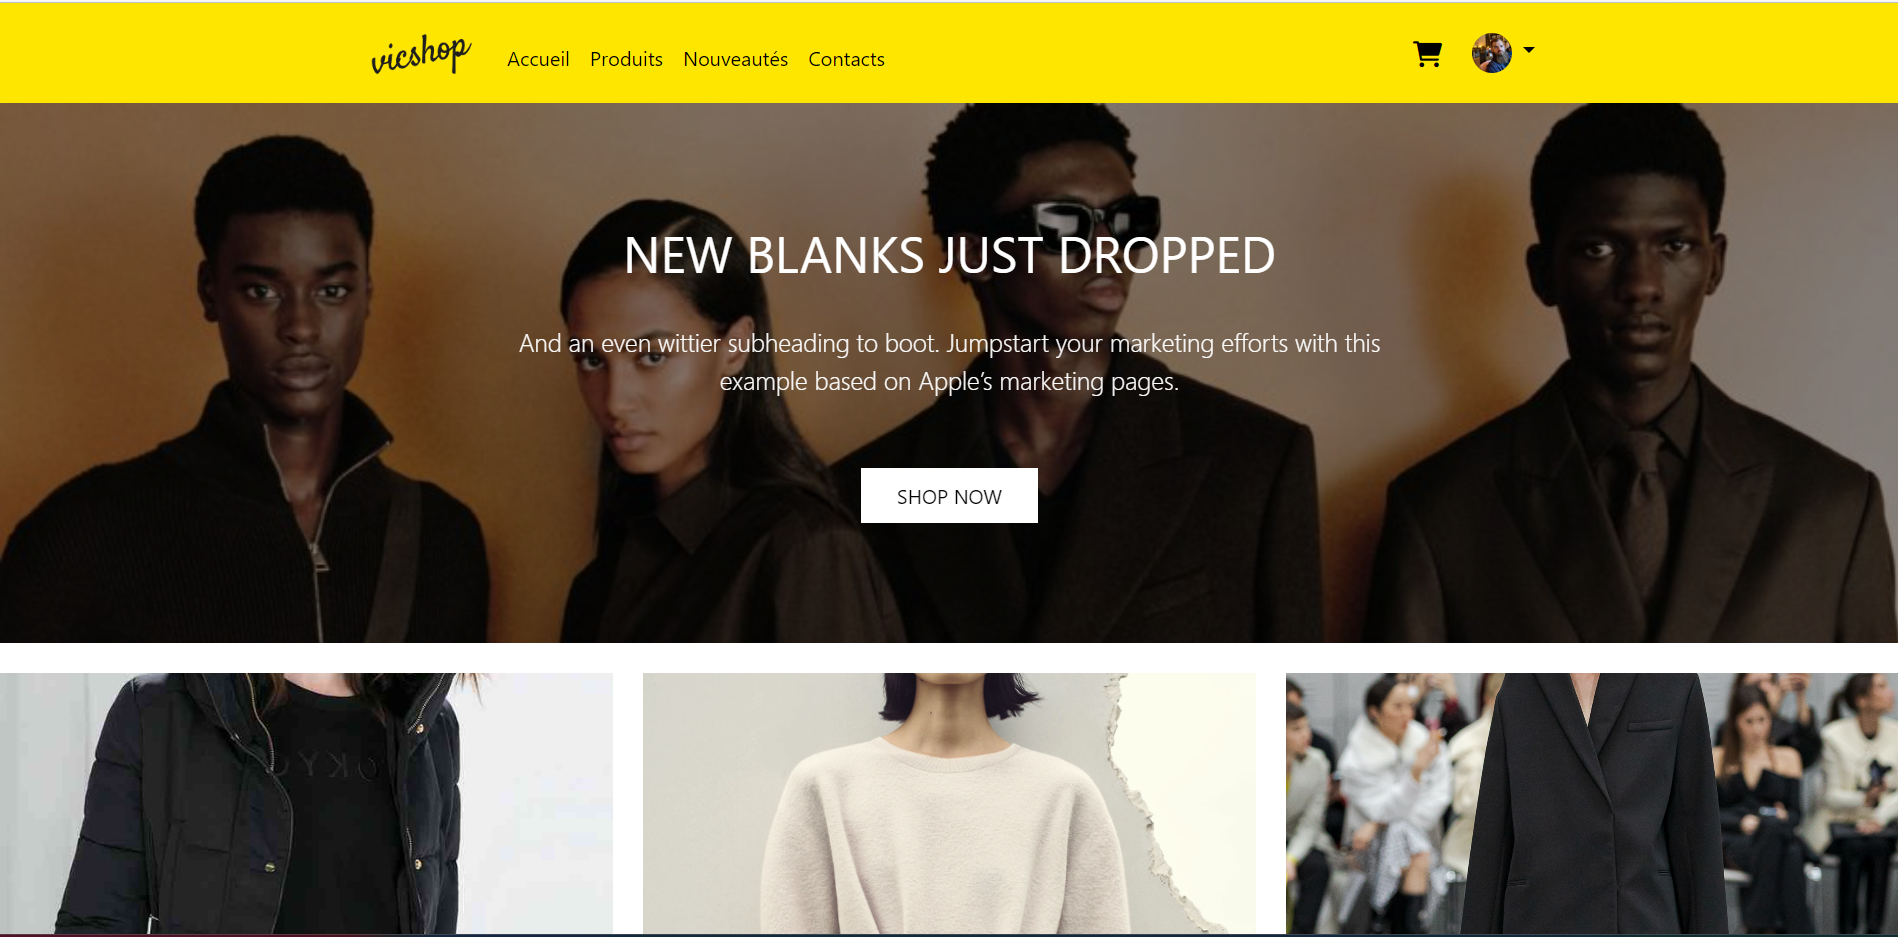 vicshop
Accueil Produits Nouveautés Contacts
NEW BLANKS JUST DROPPED
And an even wittier subheading to boot. Jumpstart your marketing efforts with this
example based on Apple’s marketing pages.
SHOP NOW